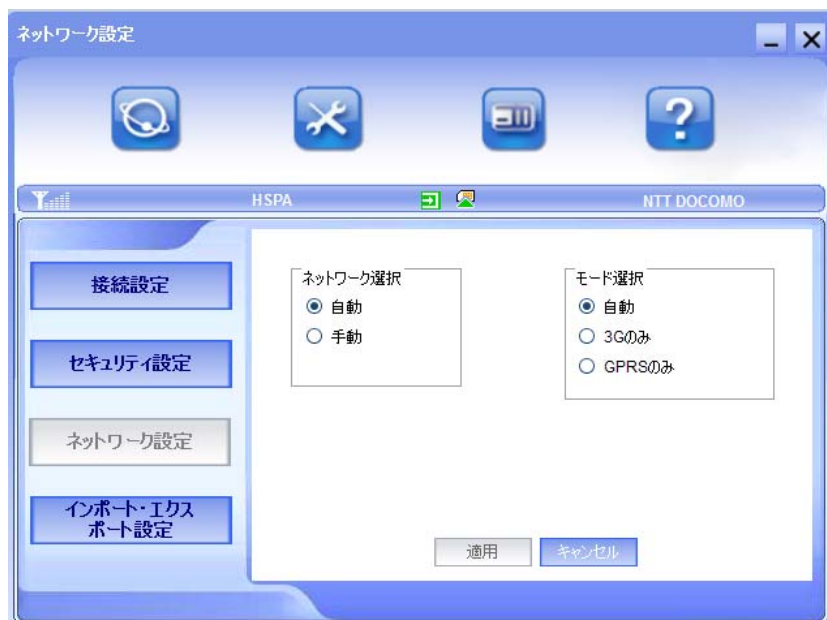 ネットワーク設定
HSPA
NTT DOCOMO
接続設定
セキュリティ設定
ネットワーク設定
インポート・エクス
ポート設定
ネットワーク選択
自動
手動
モード選択
自動
3Gのみ
GPRSのみ
適用
キャンセル